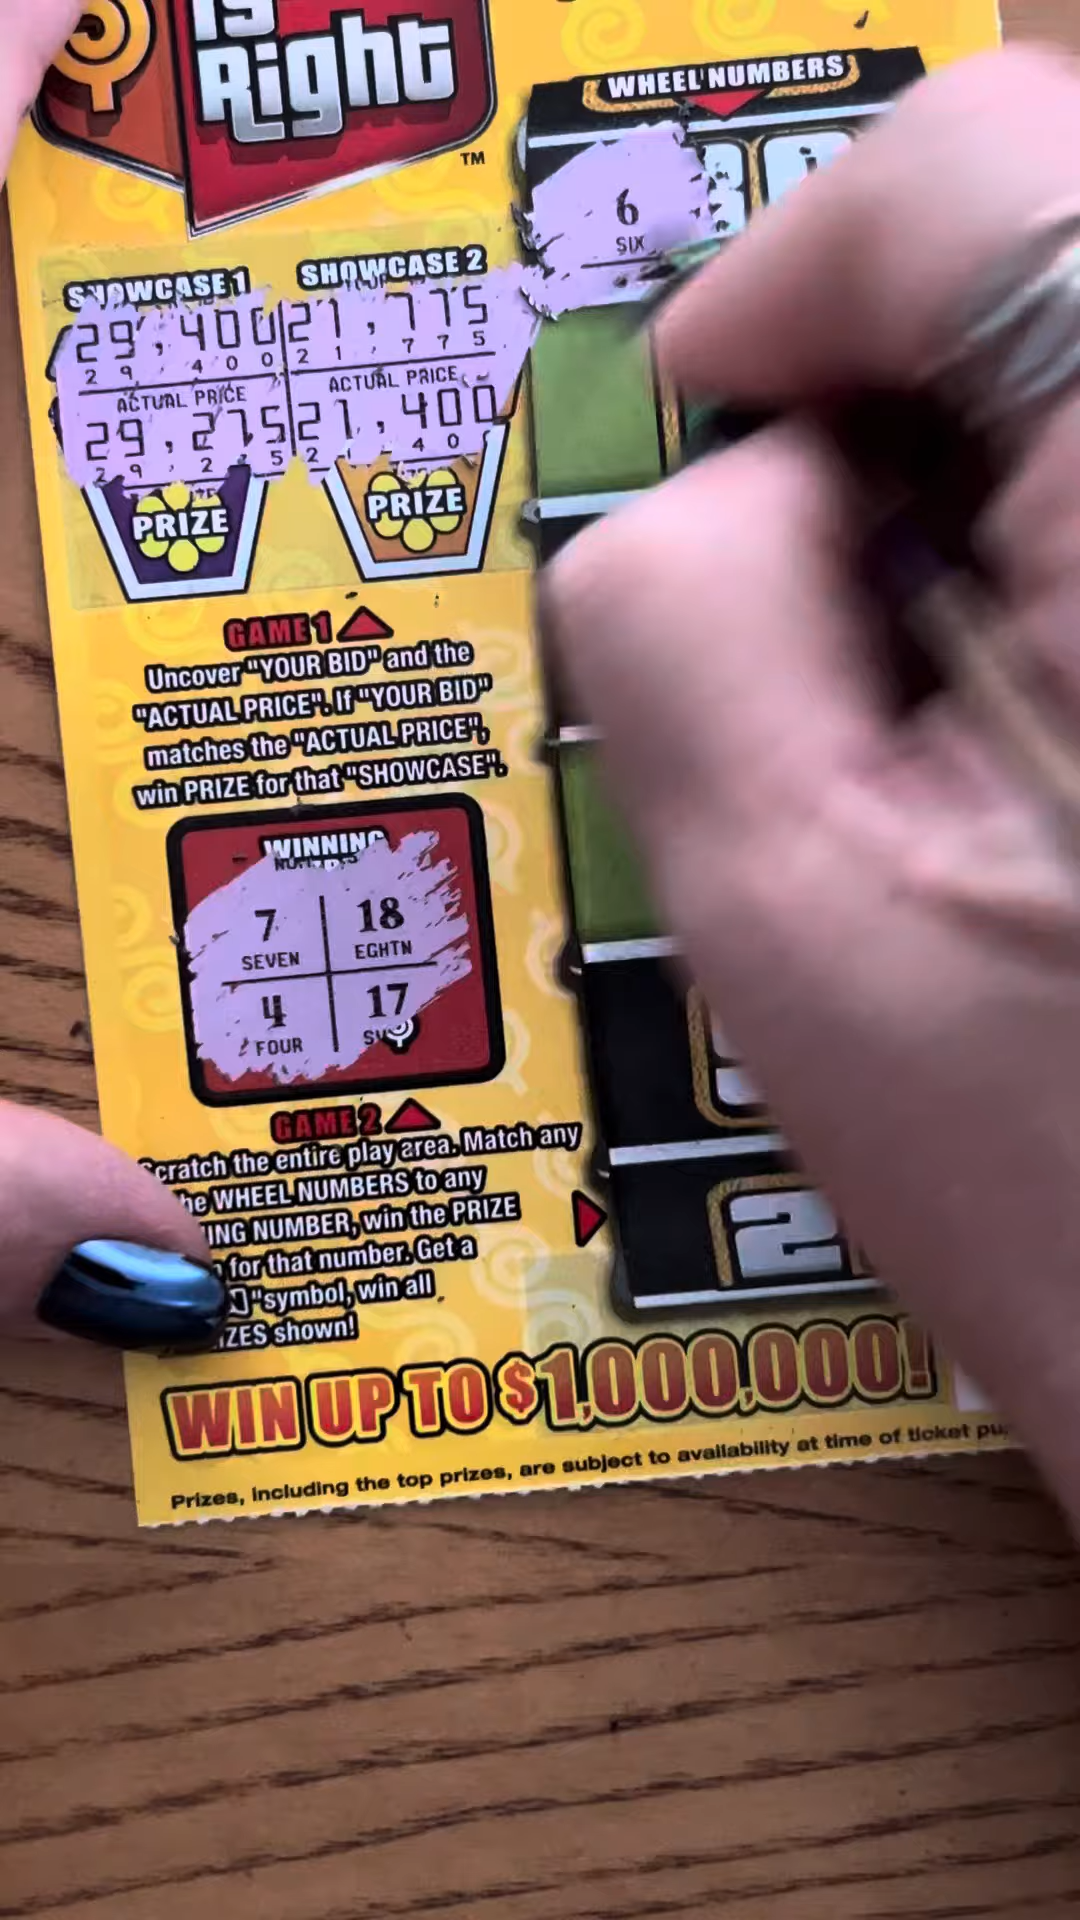 is
Right
TM
WHEEL NUMBERS
6
SIX
SHOWCASE 1 SHOWCASE 2
29,400 21,775
2 9 , 4 0 0 2 1 , 7 7 5
ACTUAL PRICE ACTUAL PRICE
29,275 21,400
PRIZE PRIZE
GAME 1
Uncover "YOUR BID" and the
"ACTUAL PRICE". If "YOUR BID"
matches the "ACTUAL PRICE",
win PRIZE for that "SHOWCASE".
WINNING
7 18
SEVEN EGHTN
4 17
FOUR
GAME 2
Scratch the entire play area. Match any
he WHEEL NUMBERS to any
ING NUMBER, win the PRIZE
for that number. Get a
"symbol, win all
IZES shown!
2
WIN UP TO $1,000,000!
Prizes, including the top prizes, are subject to availability at time of ticket pu